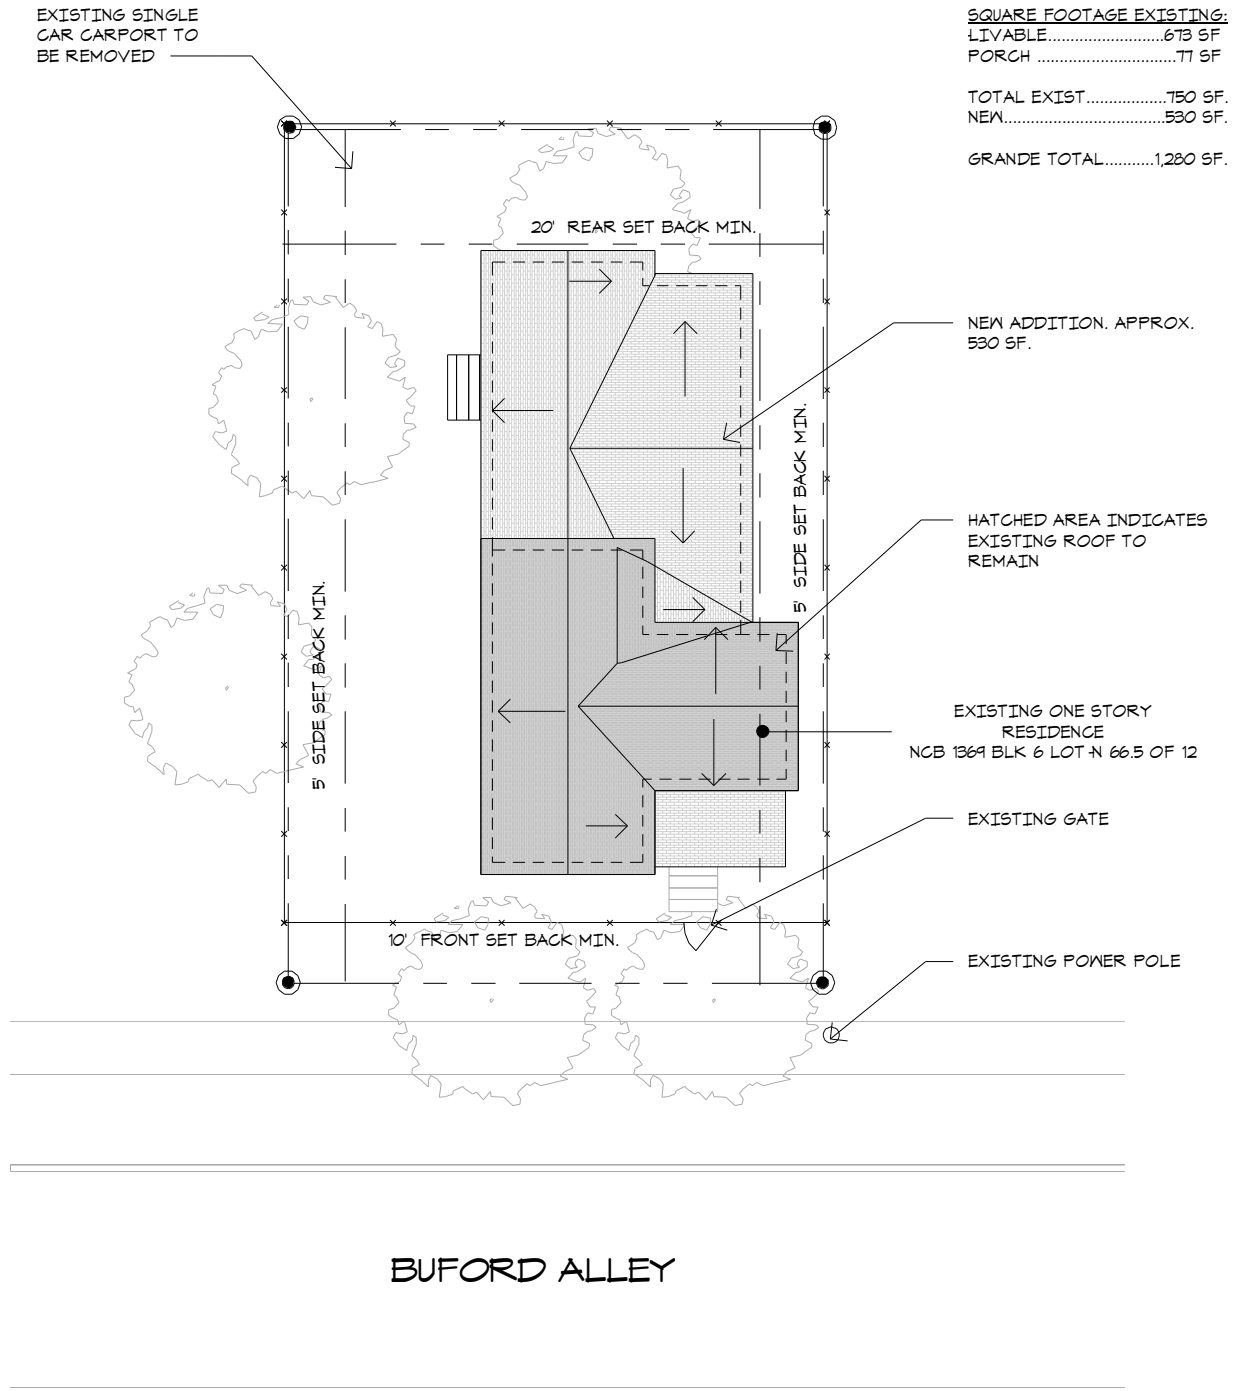 EXISTING SINGLE
CAR CARPORT TO
BE REMOVED
SQUARE FOOTAGE EXISTING:
LIVABLE..........................673 SF
PORCH ...............................77 SF
TOTAL EXIST..................750 SF.
NEW....................................530 SF.
GRANDE TOTAL...........1,280 SF.
20' REAR SET BACK MIN.
NEW ADDITION. APPROX.
530 SF.
5' SIDE SET BACK MIN.
HATCHED AREA INDICATES
EXISTING ROOF TO
REMAIN
5' SIDE SET BACK MIN.
EXISTING ONE STORY
RESIDENCE
NCB 1369 BLK 6 LOT N 66.5 OF 12
EXISTING GATE
10' FRONT SET BACK MIN.
EXISTING POWER POLE
BUFORD ALLEY